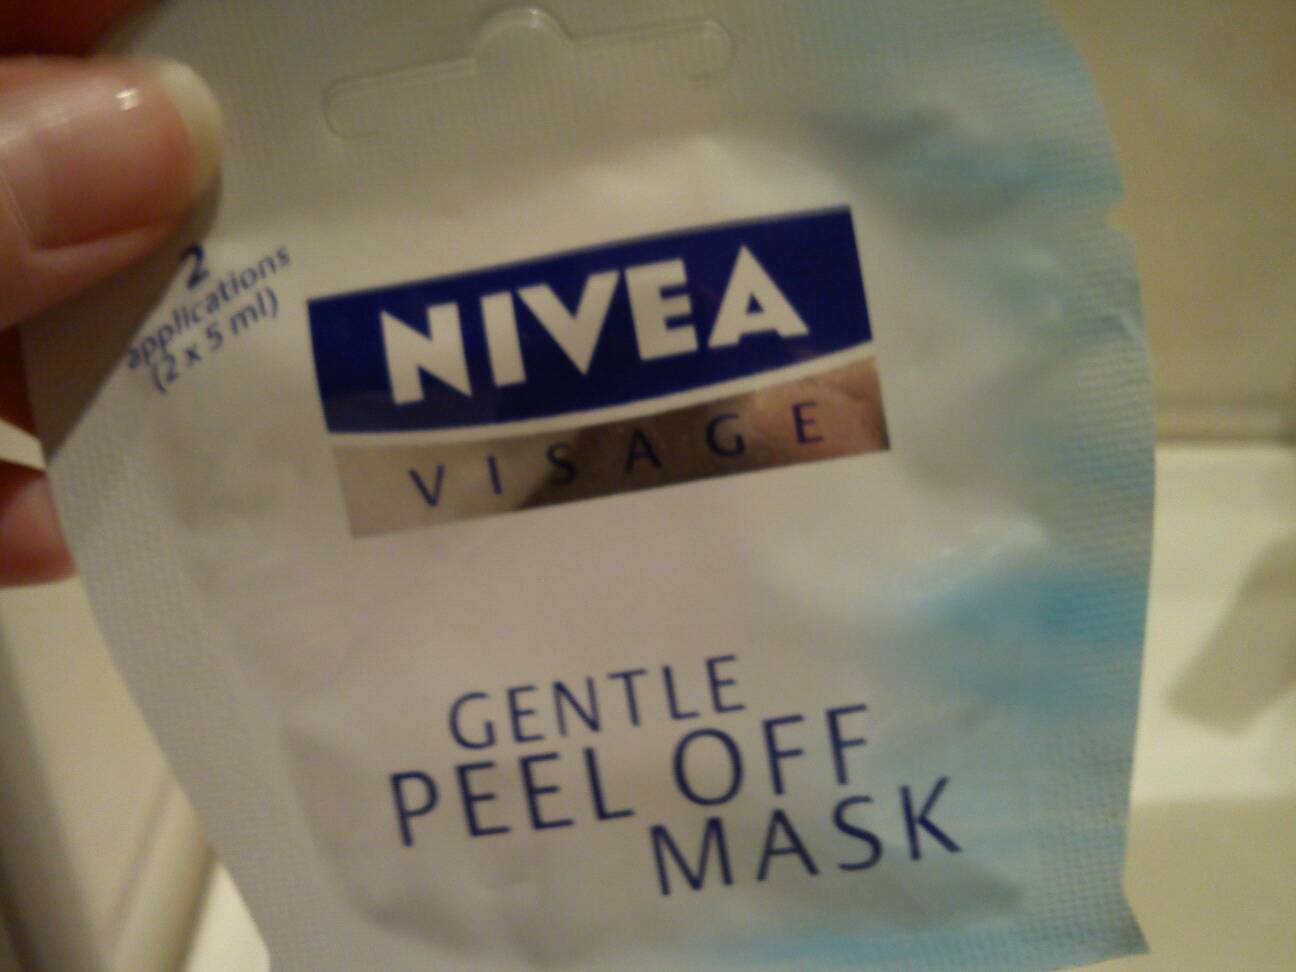 2
applications
(2 x 5 ml)
NIVEA
VISAGE
GENTLE
PEEL OFF
MASK